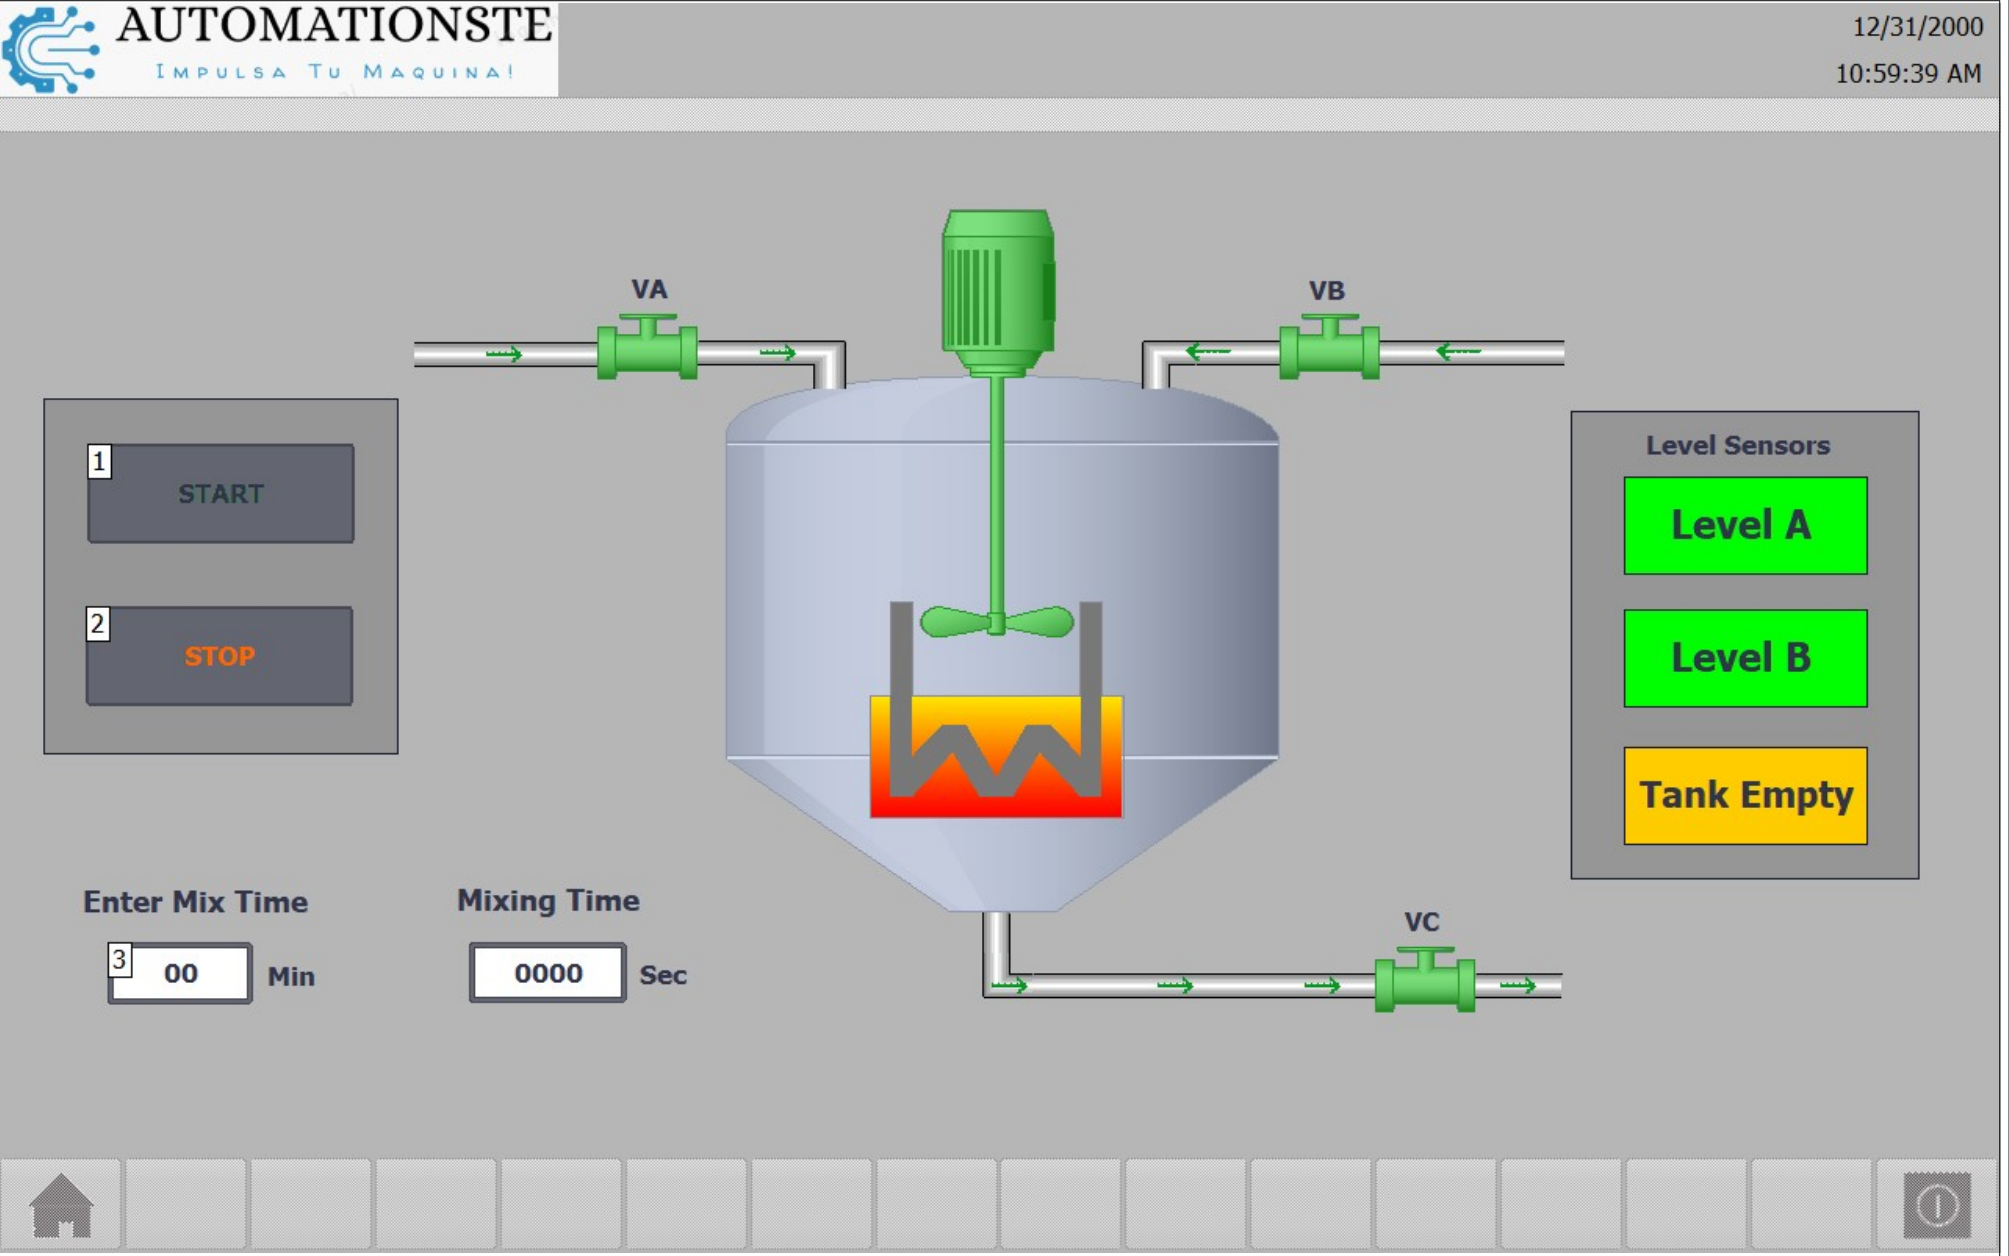 AUTOMATIONSTE
IMPULSA TU MAQUINA!
12/31/2000
10:59:39 AM
VA
VB
1
START
2
STOP
Level Sensors
Level A
Level B
Tank Empty
Enter Mix Time
3
00
Min
Mixing Time
0000
Sec
VC